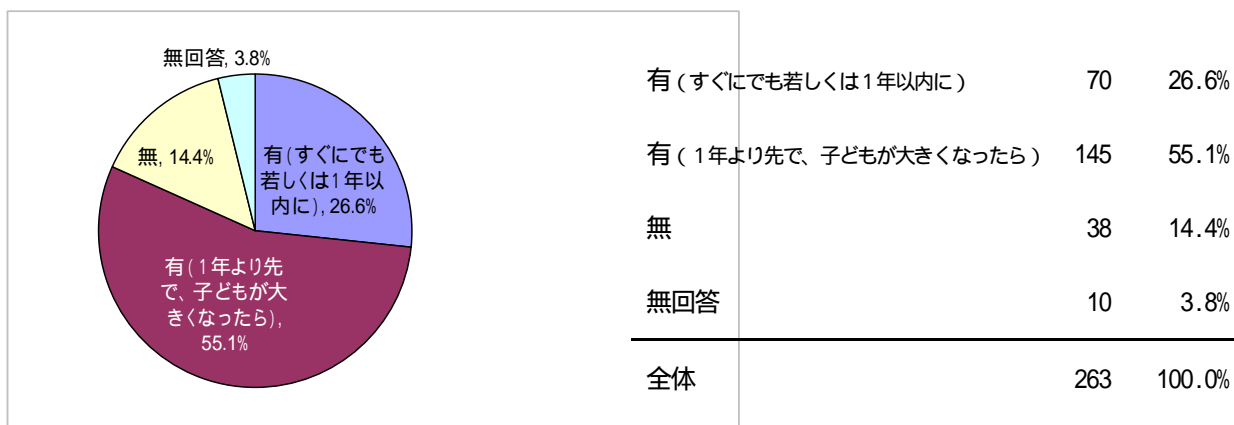 無回答, 3.8%
無, 14.4%
有(すぐにでも
若しくは1年以
内に), 26.6%
有(1年より先
で、子どもが大
きくなったら),
55.1%
有(すぐにでも若しくは1年以内に) 70 26.6%
有(1年より先で、子どもが大きくなったら) 145 55.1%
無 38 14.4%
無回答 10 3.8%
全体 263 100.0%